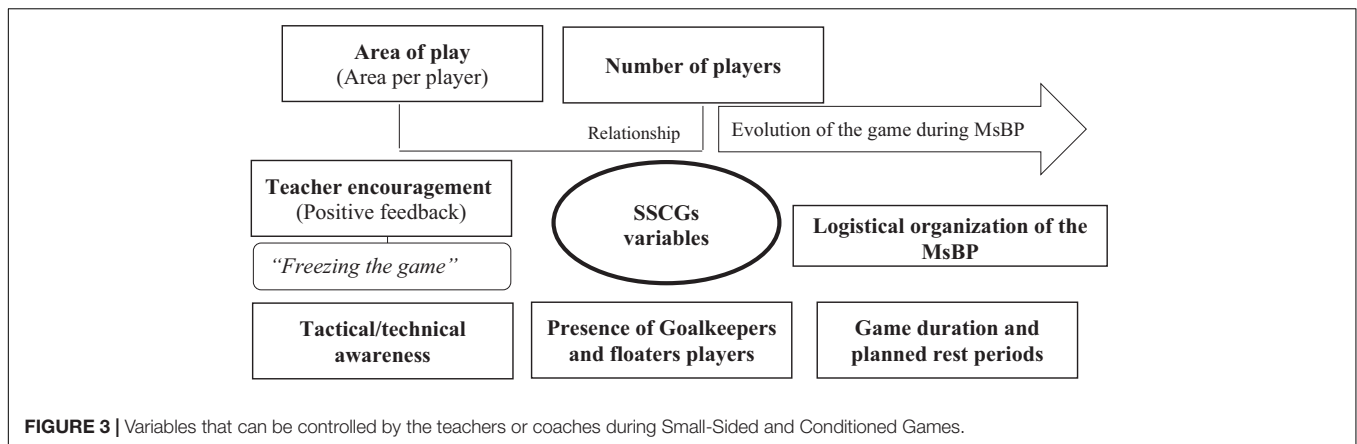 Area of play
(Area per player)
Number of players
Relationship
Evolution of the game during MsBP
Teacher encouragement
(Positive feedback)
“Freezing the game”
SSCGs
variables
Logistical organization of the
MsBP
Tactical/technical
awareness
Presence of Goalkeepers
and floaters players
Game duration and
planned rest periods
FIGURE 3 | Variables that can be controlled by the teachers or coaches during Small-Sided and Conditioned Games.